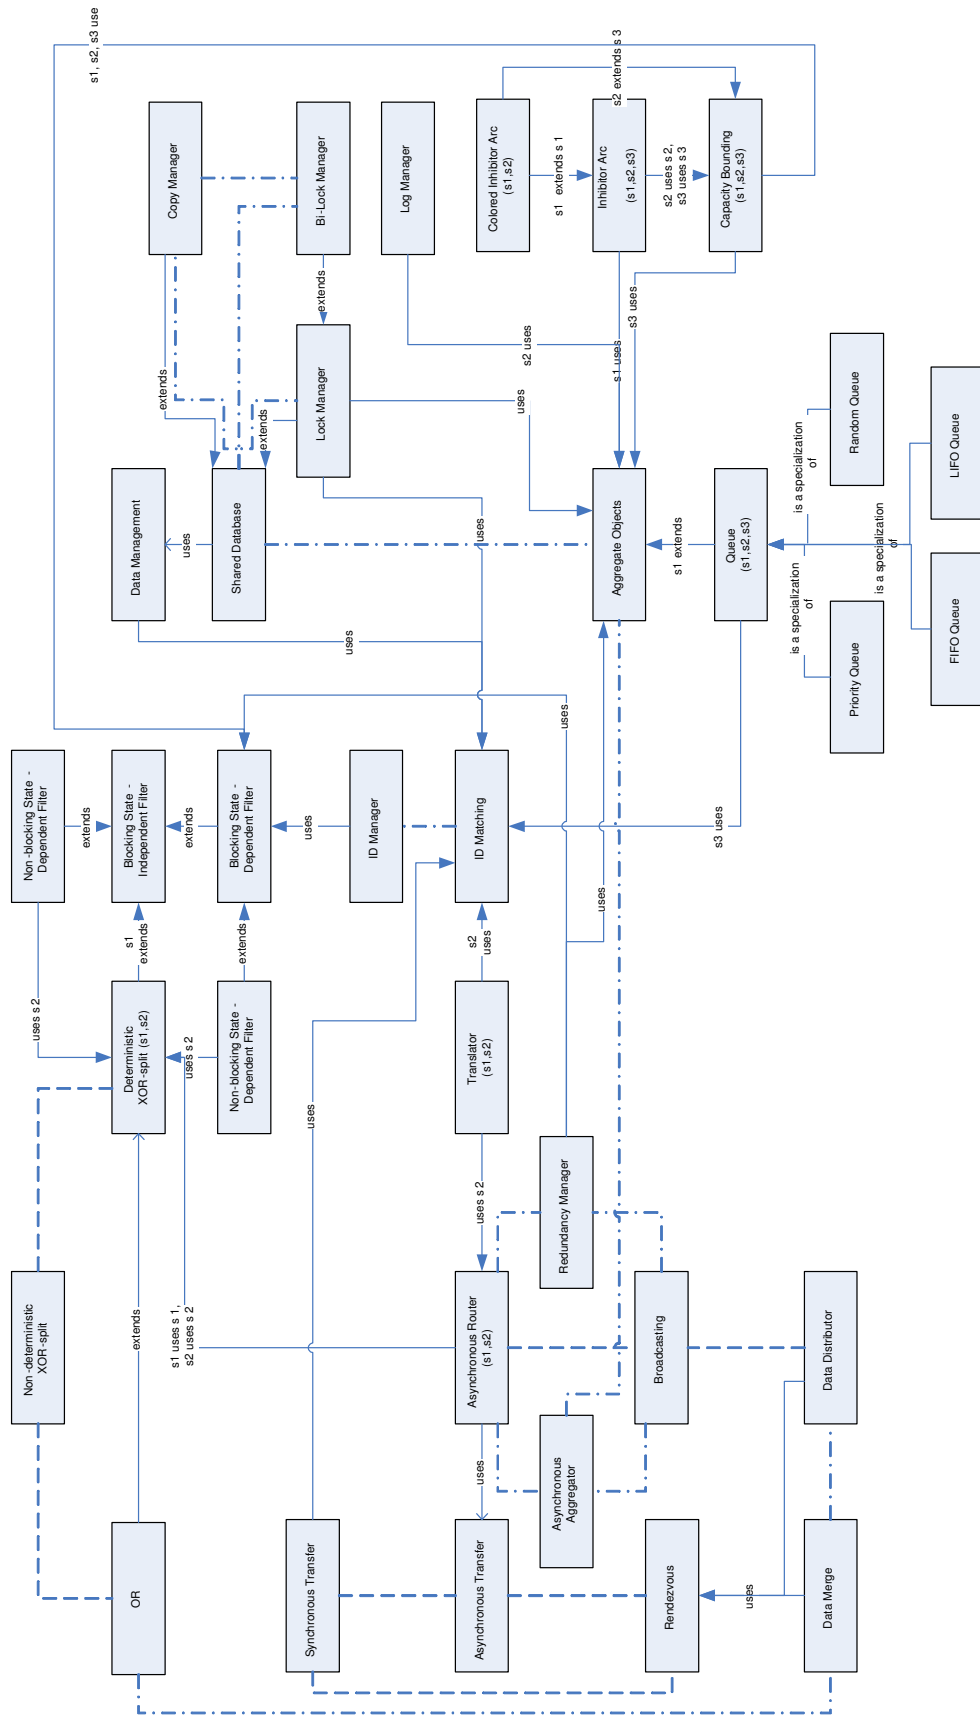 s1, s2, s3 use
Copy Manager
Bi-Lock Manager
Log Manager
Colored Inhibitor Arc
(s1,s2)
s1 extends s 1
Inhibitor Arc
(s1,s2,s3)
s2 extends s 3
s2 uses s 2,
s3 uses s 3
Capacity Bounding
(s1,s2,s3)
extends
extends
Lock Manager
extends
s2 uses
s1 uses
s3 uses
uses
Data Management
uses
Shared Database
uses
uses
Aggregate Objects
s1 extends
Queue
(s1,s2,s3)
is a specialization
of
Random Queue
is a specialization
of
is a specialization
of
Priority Queue
LIFO Queue
FIFO Queue
Non-blocking State -
Dependent Filter
extends
Blocking State -
Independent Filter
extends
Blocking State -
Dependent Filter
uses
ID Manager
ID Matching
uses
s3 uses
uses
uses s 2
s1
extends
extends
s2
uses
Deterministic
XOR-split (s1,s2)
uses s 2
Non-blocking State -
Dependent Filter
uses
Translator
(s1,s2)
uses s 2
Redundancy Manager
Non-deterministic
XOR-split
extends
s1 uses s 1,
s2 uses s 2
Asynchronous Router
(s1,s2)
Broadcasting
Data Distributor
uses
Asynchronous
Aggregator
OR
Synchronous Transfer
Asynchronous Transfer
Rendezvous
uses
Data Merge